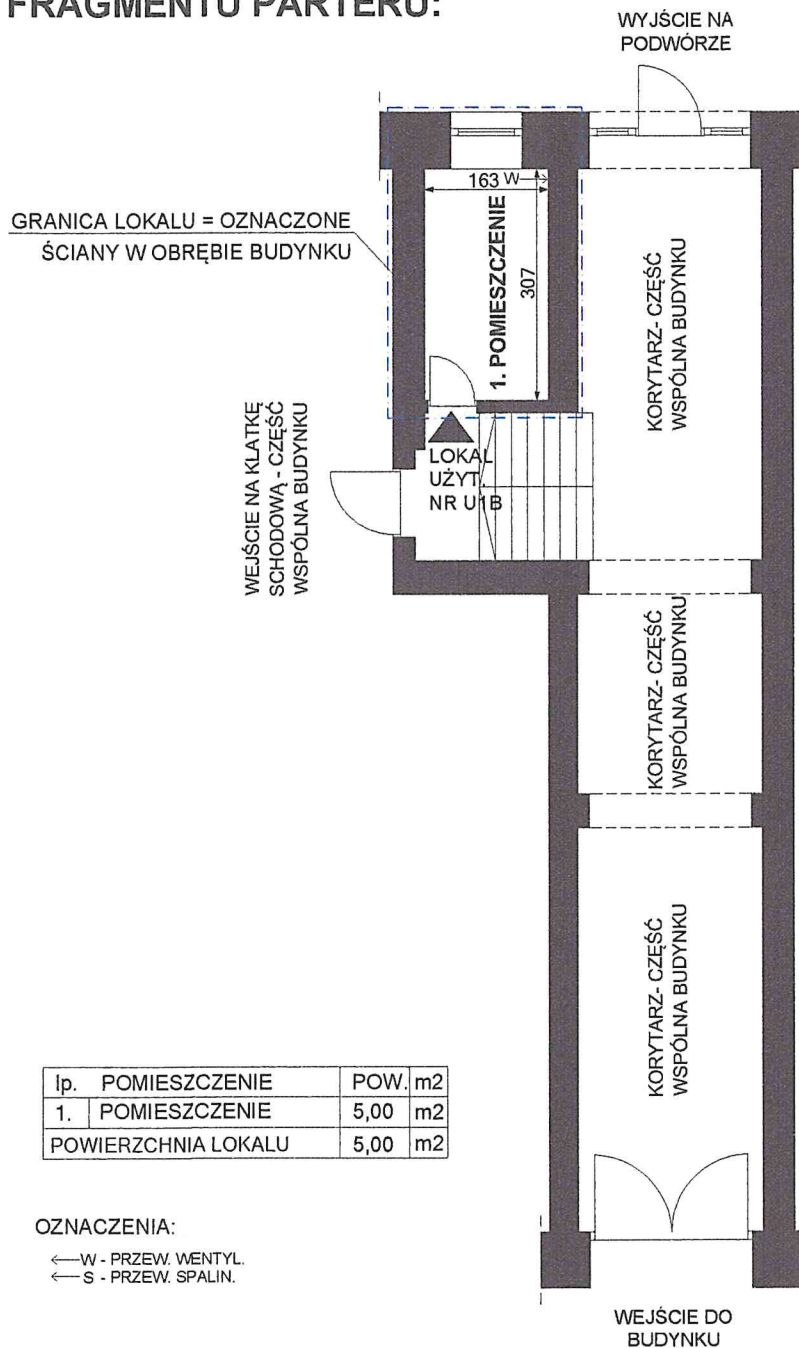 FRAGMENTU PARTERU:
WYJŚCIE NA
PODWÓRZE
GRANICA LOKALU = OZNACZONE
ŚCIANY W OBRĘBIE BUDYNKU
163 W
307
1. POMIESZCZENIE
KORYTARZ- CZĘŚĆ
WSPÓLNA BUDYNKU
WEJŚCIE NA KLATKĘ
SCHODOWĄ - CZĘŚĆ
WSPÓLNA BUDYNKU
LOKAL
UŻYT.
NR U1B
KORYTARZ- CZĘŚĆ
WSPÓLNA BUDYNKU
KORYTARZ- CZĘŚĆ
WSPÓLNA BUDYNKU
lp. POMIESZCZENIE POW. m2
1. POMIESZCZENIE 5,00 m2
POWIERZCHNIA LOKALU 5,00 m2
OZNACZENIA:
←W - PRZEW. WENTYL.
←S - PRZEW. SPALIN.
WEJŚCIE DO
BUDYNKU